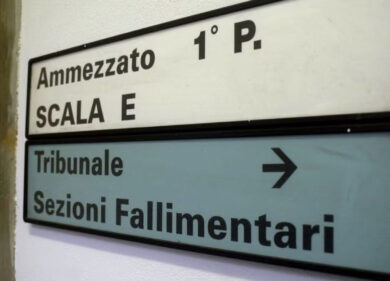 Ammezzato 1° P.
SCALA E
Tribunale →
Sezioni Fallimentari